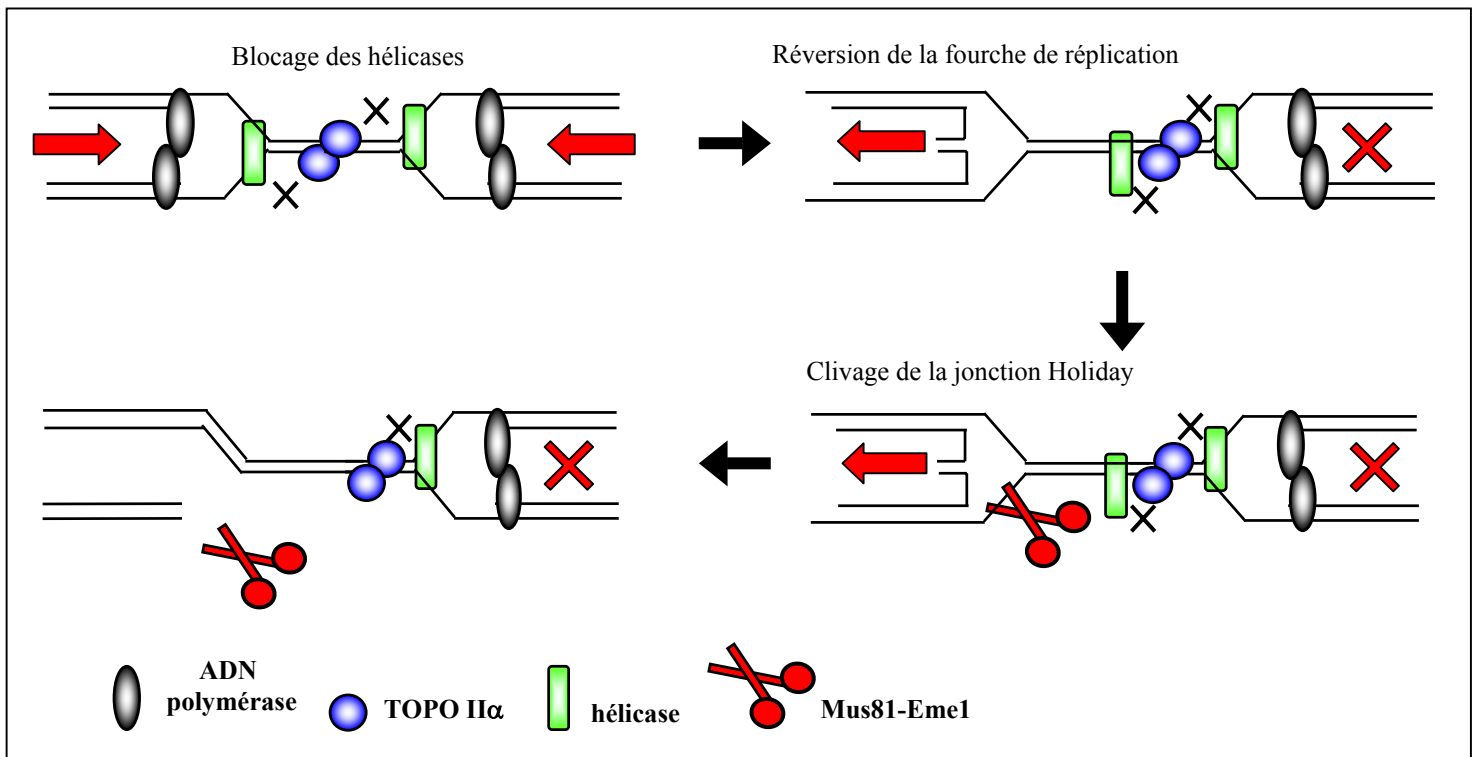 Blocage des hélicases
Réversion de la fourche de réplication
Clivage de la jonction Holiday
ADN
polymérase
TOPO IIα
hélicase
Mus81-Eme1